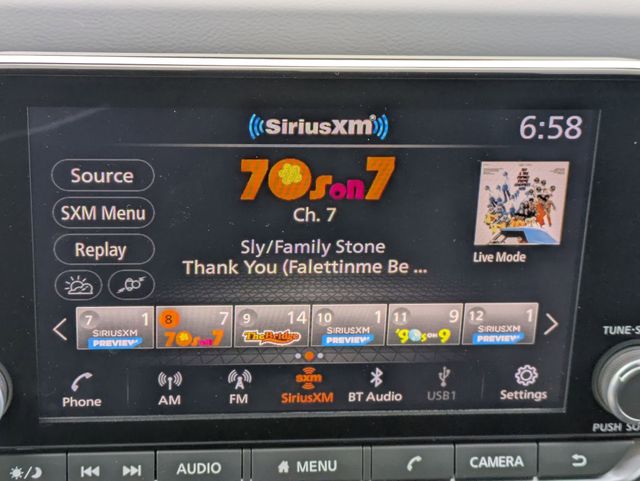 SiriusXM
6:58
Source
70s on 7
SXM Menu
Ch. 7
Replay
Sly/Family Stone
Thank You (Falettinme Be ...
Live Mode
7 1 8 7 9 14 10 1 11 9 12 1
SIRIUSXM PREVIEW 70s on 7 The Bridge SIRIUSXM PREVIEW '90s on 9 SIRIUSXM PREVIEW
TUNE-S
sxm
Phone AM FM SiriusXM BT Audio USB1 Settings
PUSH SO
AUDIO MENU CAMERA